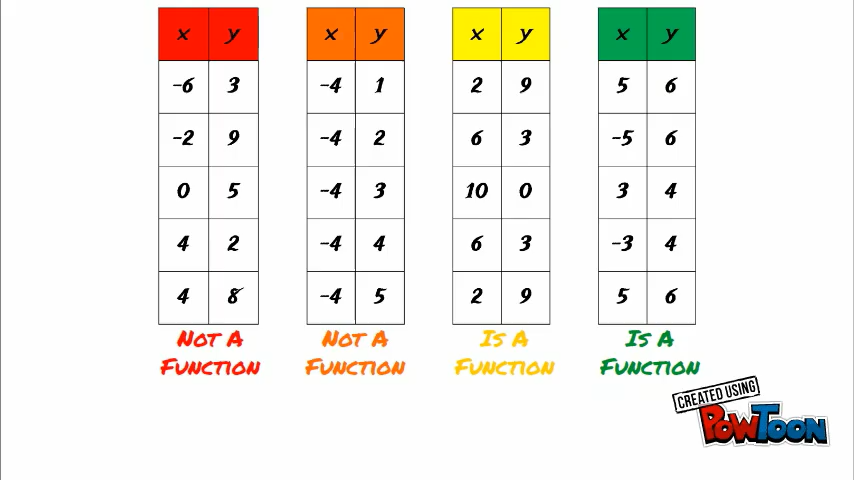 x y x y x y x y
-6 3 -4 1 2 9 5 6
-2 9 -4 2 6 3 -5 6
0 5 -4 3 10 0 3 4
4 2 -4 4 6 3 -3 4
4 8 -4 5 2 9 5 6
NOT A NOT A IS A IS A
FUNCTION FUNCTION FUNCTION FUNCTION
CREATED USING
POWTOON